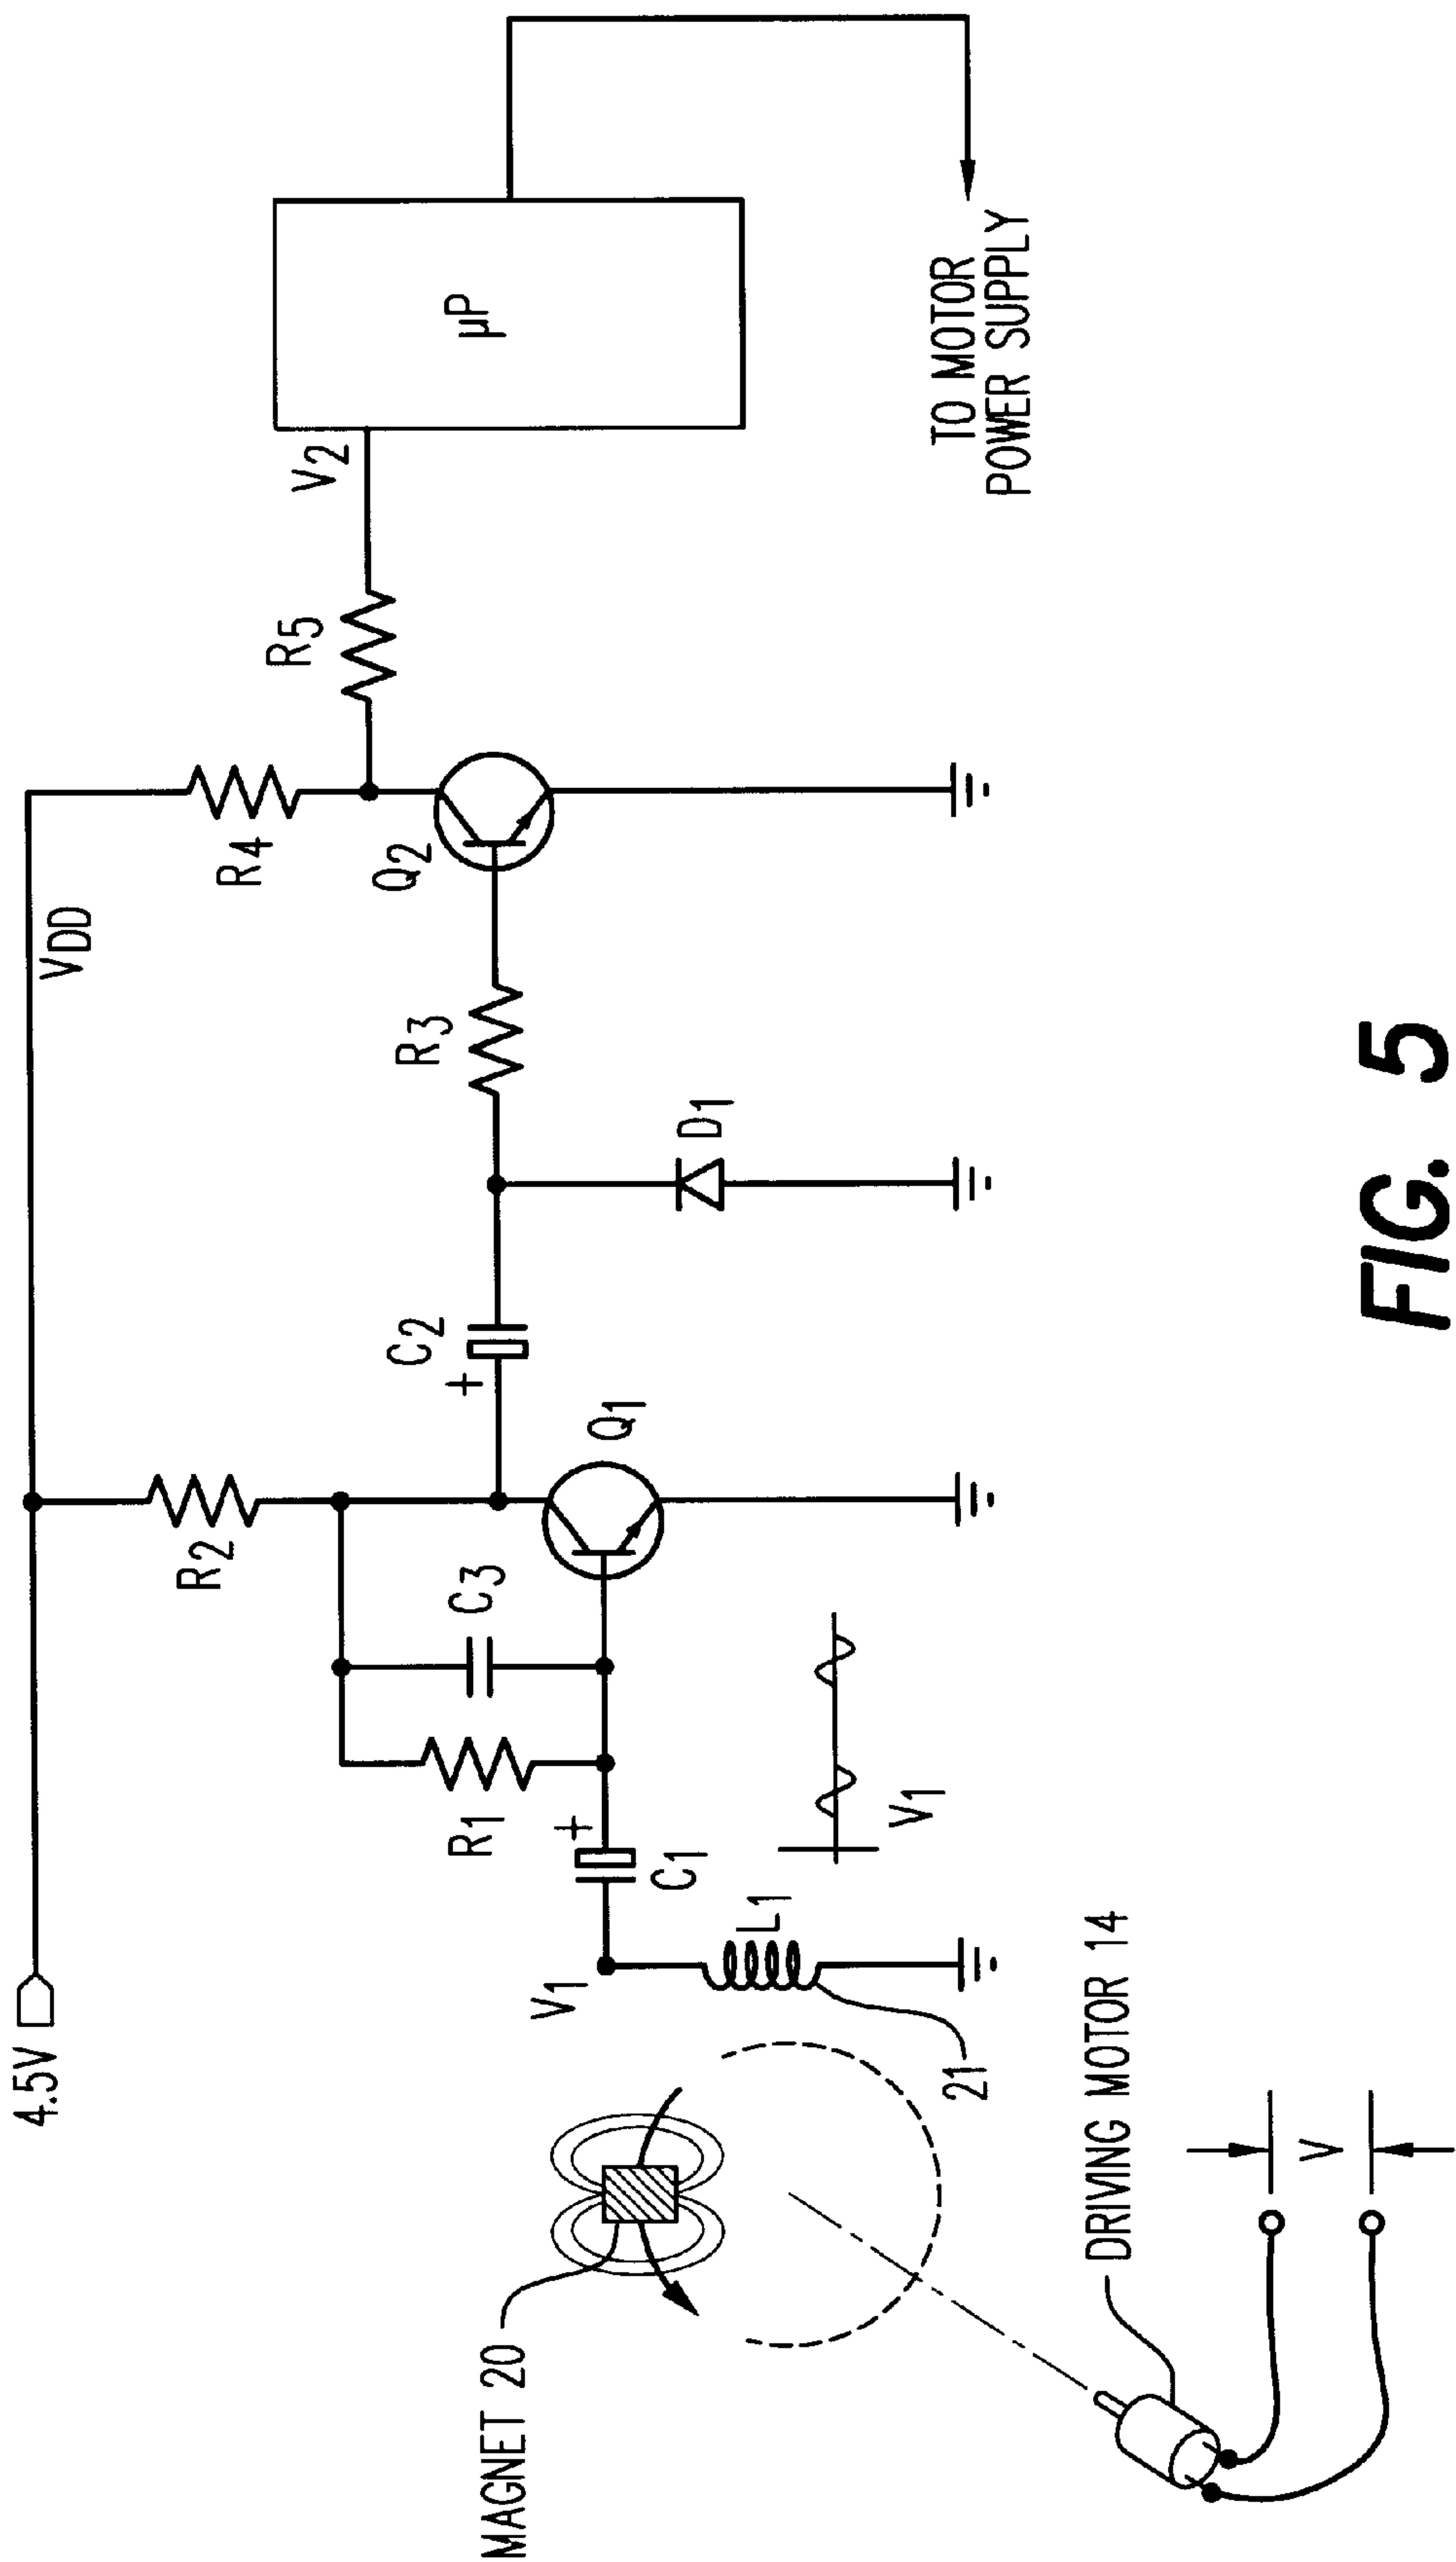 4.5V
VDD
R2
R4
R5
V2
µP
R1
C3
Q1
C2
+
R3
Q2
D1
C1
+
V1
L1
21
V1
MAGNET 20
DRIVING MOTOR 14
V
TO MOTOR
POWER SUPPLY
FIG. 5